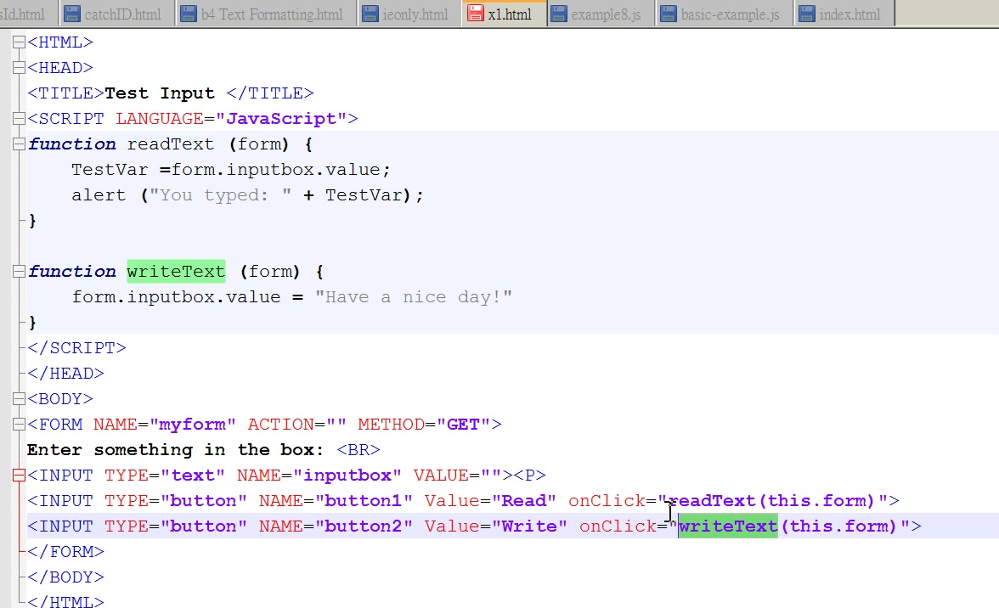 sId.html catchID.html b4 Text Formatting.html ieonly.html x1.html example8.js basic-example.js index.html
<HTML>
<HEAD>
<TITLE>Test Input </TITLE>
<SCRIPT LANGUAGE="JavaScript">
function readText (form) {
    TestVar =form.inputbox.value;
    alert ("You typed: " + TestVar);
}
function writeText (form) {
    form.inputbox.value = "Have a nice day!"
}
</SCRIPT>
</HEAD>
<BODY>
<FORM NAME="myform" ACTION="" METHOD="GET">
Enter something in the box: <BR>
<INPUT TYPE="text" NAME="inputbox" VALUE=""><P>
<INPUT TYPE="button" NAME="button1" Value="Read" onClick="readText(this.form)">
<INPUT TYPE="button" NAME="button2" Value="Write" onClick="writeText(this.form)">
</FORM>
</BODY>
</HTML>